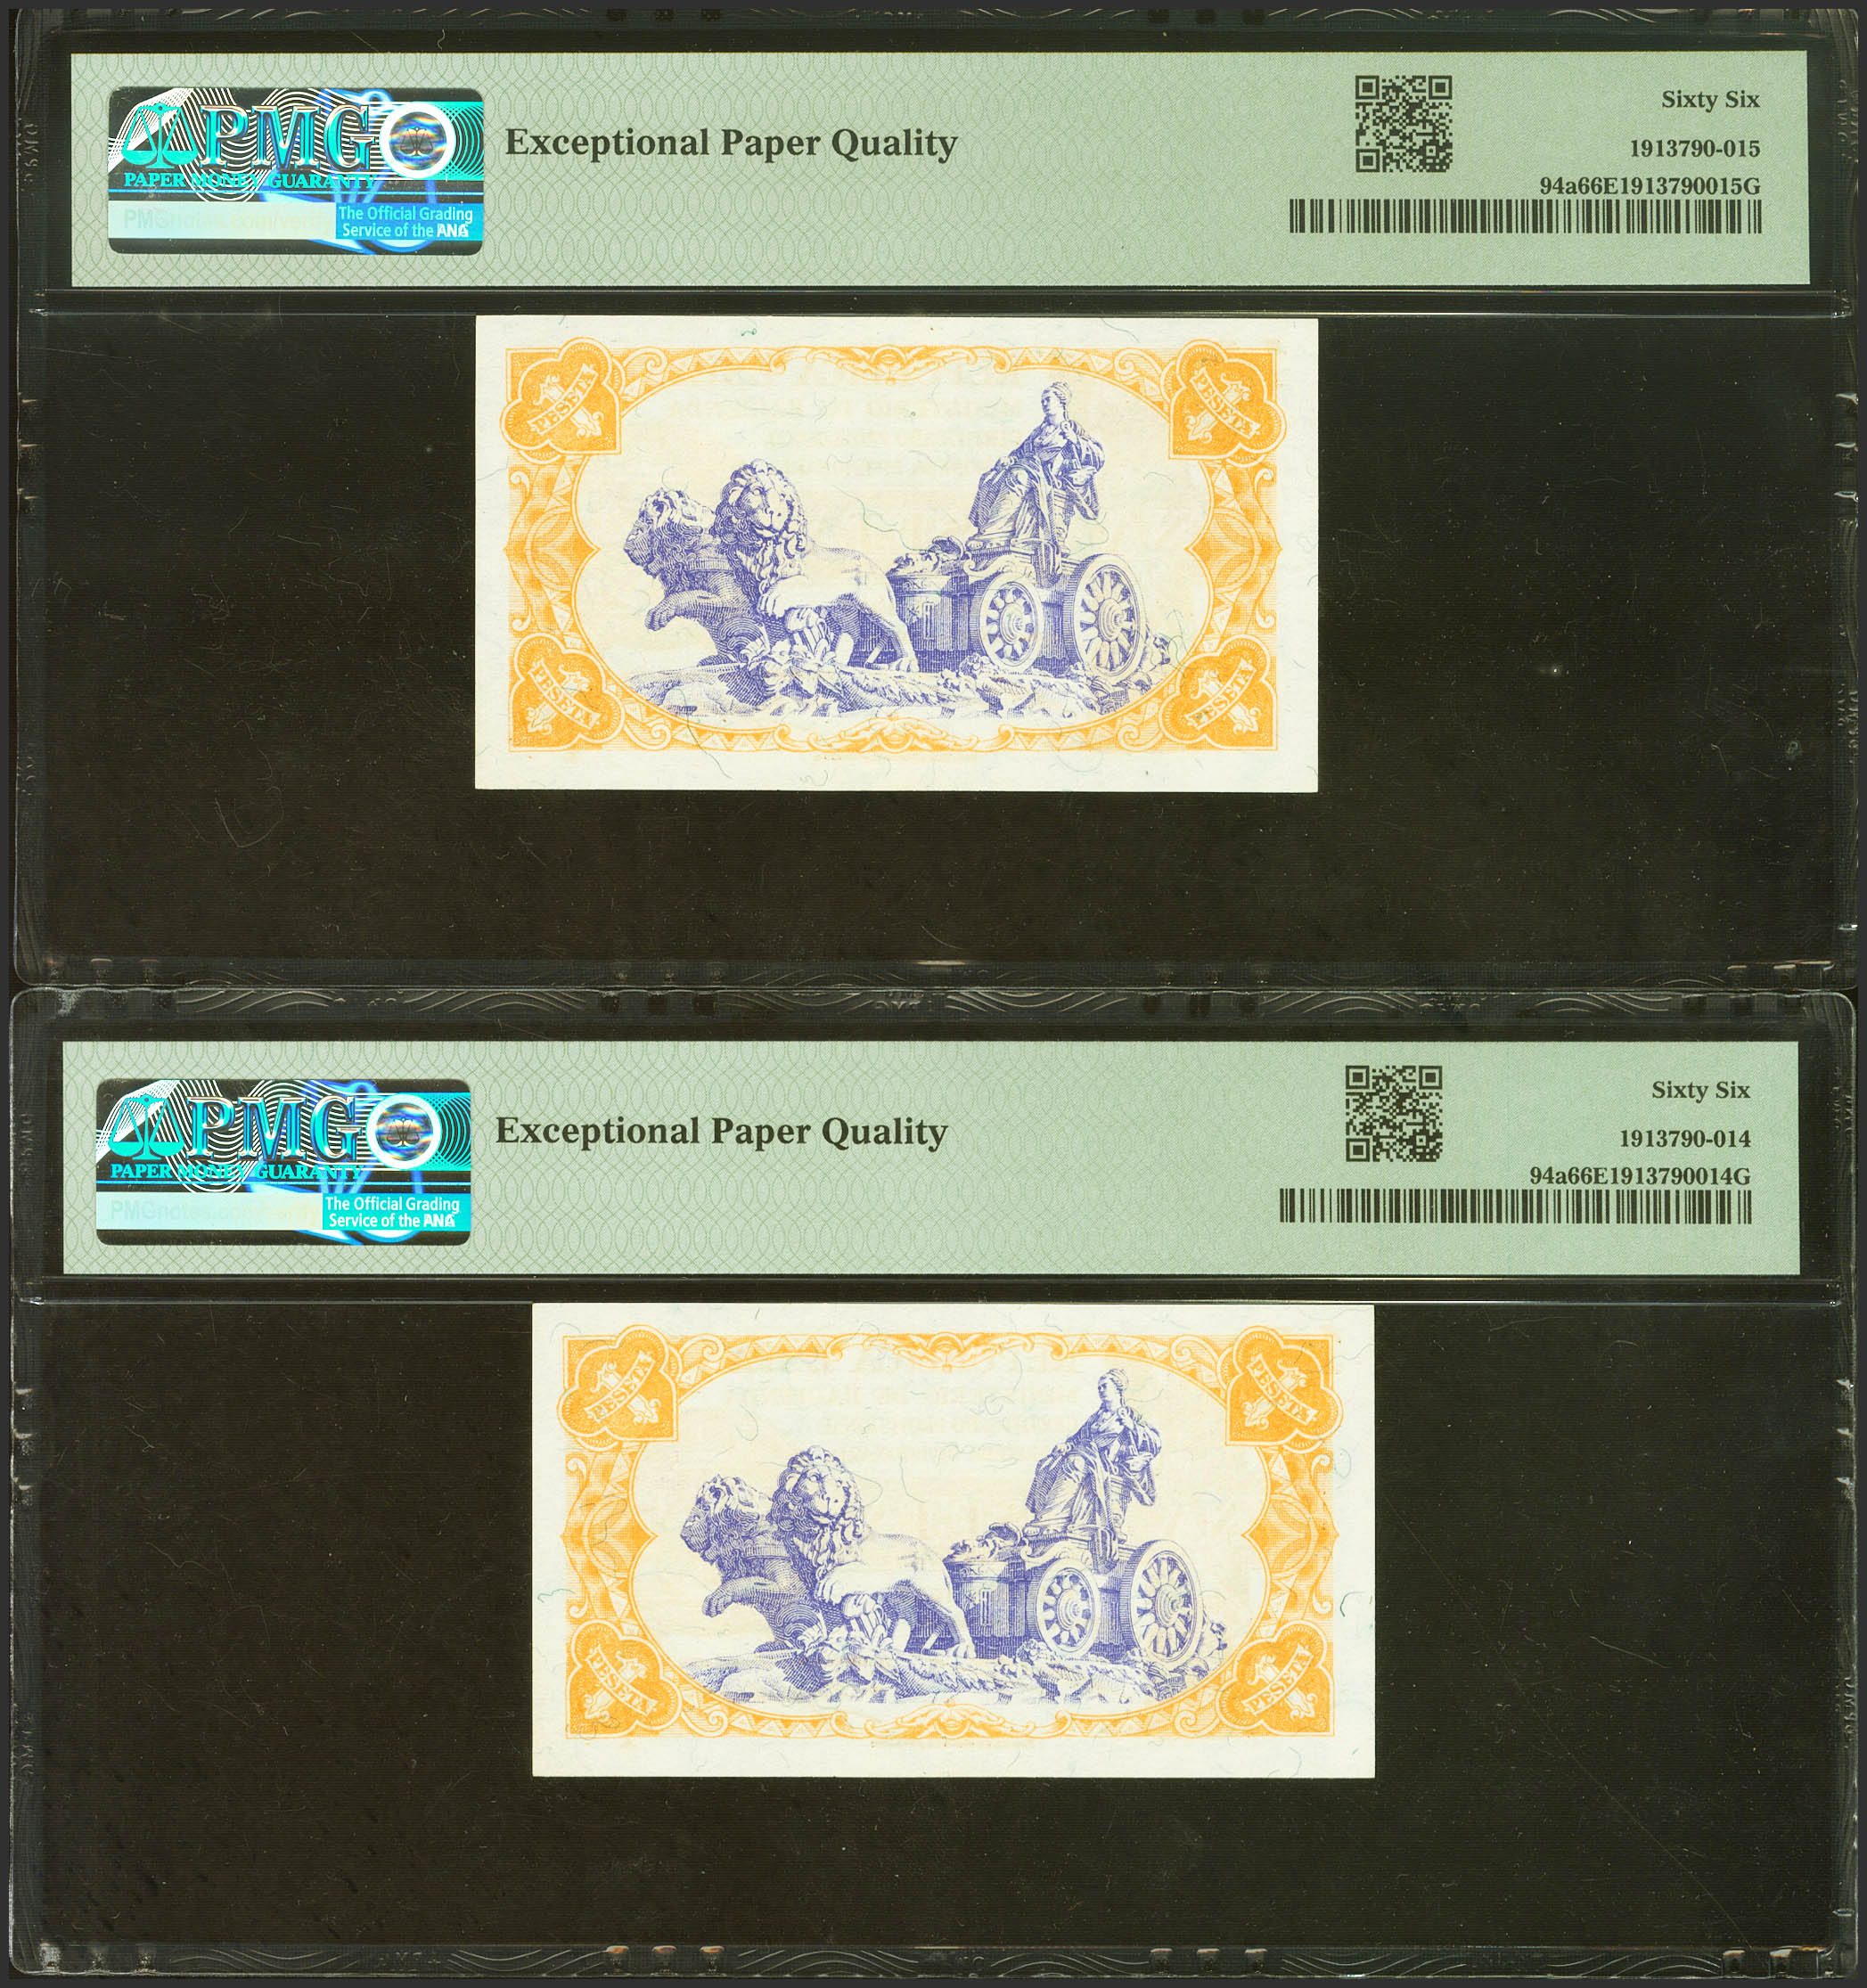 PMG
PAPER MONEY GUARANTY
The Official Grading
Service of the ANA
Exceptional Paper Quality
Sixty Six
1913790-015
94a66E1913790015G
PESETA
PESETA
PESETA
PESETA
PMG
PAPER MONEY GUARANTY
The Official Grading
Service of the ANA
Exceptional Paper Quality
Sixty Six
1913790-014
94a66E1913790014G
PESETA
PESETA
PESETA
PESETA